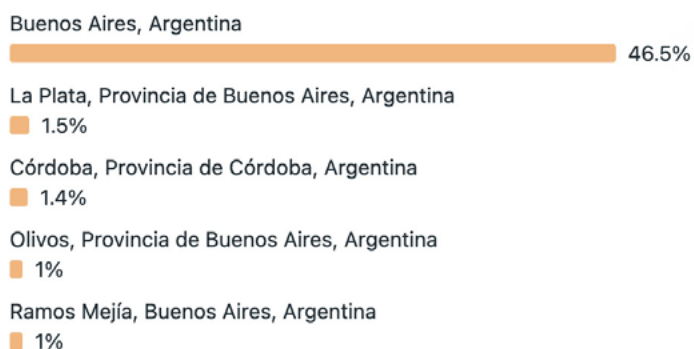 Buenos Aires, Argentina
46.5%
La Plata, Provincia de Buenos Aires, Argentina
1.5%
Córdoba, Provincia de Córdoba, Argentina
1.4%
Olivos, Provincia de Buenos Aires, Argentina
1%
Ramos Mejía, Buenos Aires, Argentina
1%